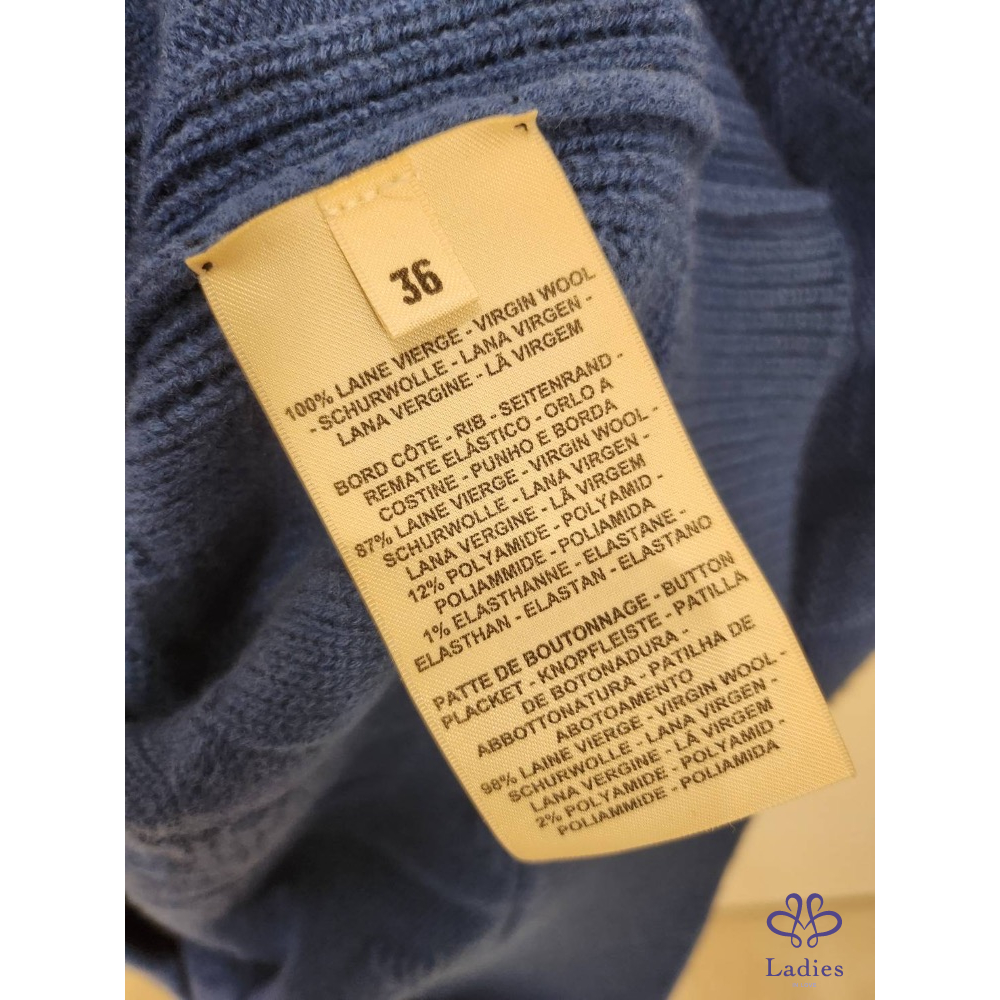 36
100% LAINE VIERGE - VIRGIN WOOL
- SCHURWOLLE - LANA VIRGEN -
LANA VERGINE - LÃ VIRGEM
BORD CÔTE - RIB - SEITENRAND -
REMATE ELÁSTICO - ORLO A
COSTINE - PUNHO E BORDA
87% LAINE VIERGE - VIRGIN WOOL -
SCHURWOLLE - LANA VIRGEN -
LANA VERGINE - LÃ VIRGEM
12% POLYAMIDE - POLYAMID -
POLIAMMIDE - POLIAMIDA
1% ELASTHANNE - ELASTANE -
ELASTHAN - ELASTAN - ELASTANO
PATTE DE BOUTONNAGE - BUTTON
PLACKET - KNOPFLEISTE - PATILLA
DE BOTONADURA -
ABBOTTONATURA - PATILHA DE
ABOTOAMENTO
98% LAINE VIERGE - VIRGIN WOOL -
SCHURWOLLE - LANA VIRGEN -
LANA VERGINE - LÃ VIRGEM
2% POLYAMIDE - POLYAMID -
POLIAMMIDE - POLIAMIDA
Ladies